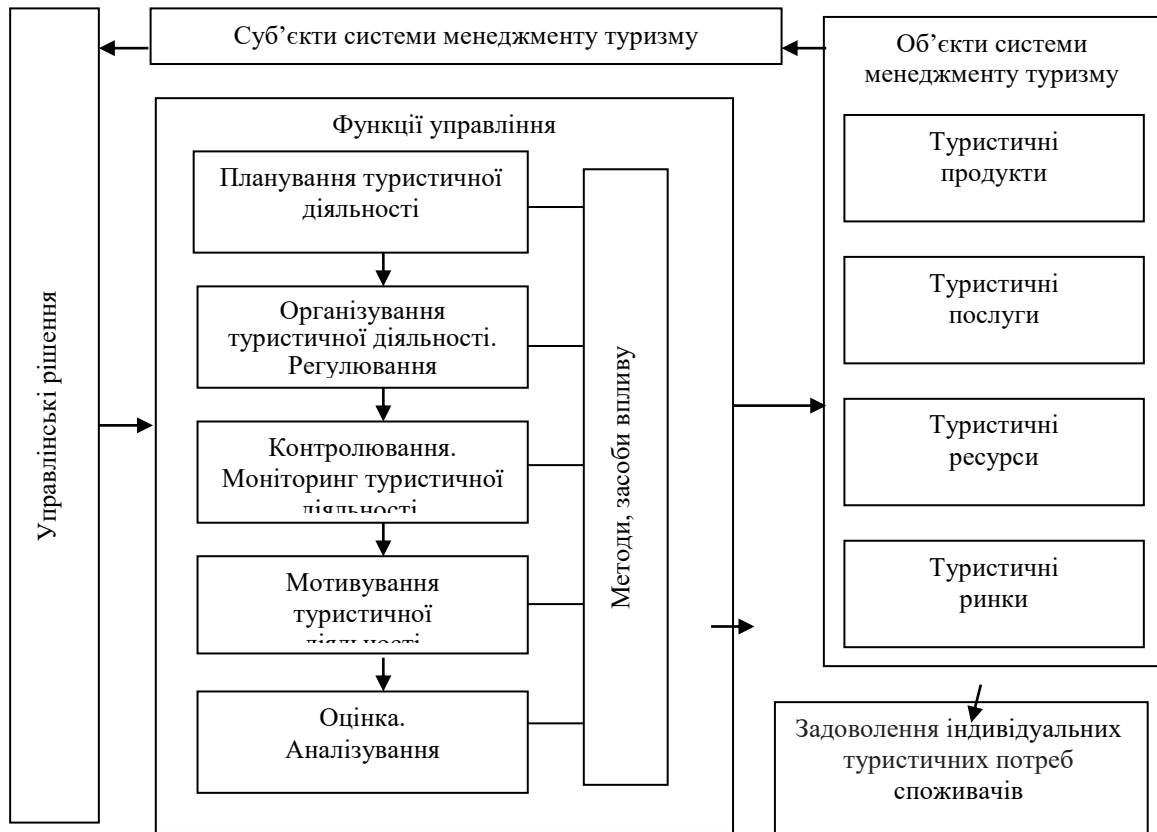 Суб’єкти системи менеджменту туризму
Управлінські рішення
Функції управління
Планування туристичної
діяльності
Організування
туристичної діяльності.
Регулювання
Контролювання.
Моніторинг туристичної
діяльності
Мотивування
туристичної
діяльності
Оцінка.
Аналізування
Методи, засоби впливу
Об’єкти системи
менеджменту туризму
Туристичні
продукти
Туристичні
послуги
Туристичні
ресурси
Туристичні
ринки
Задоволення індивідуальних
туристичних потреб
споживачів